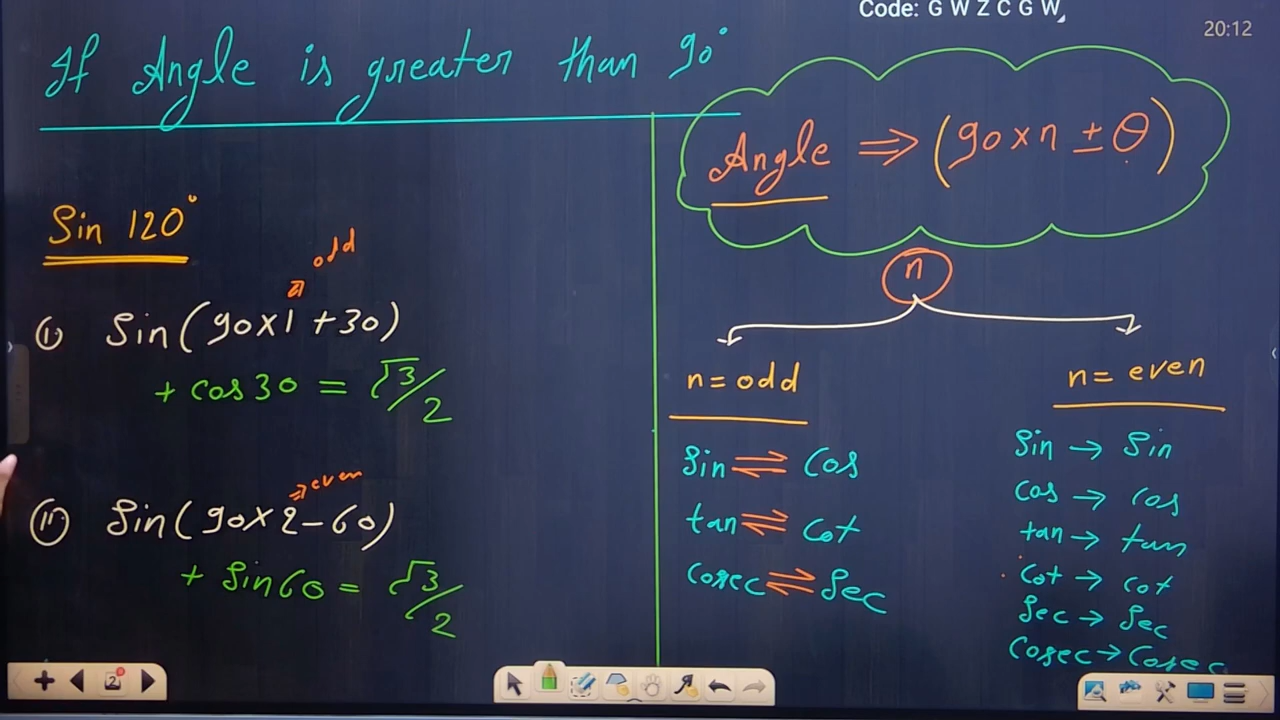 Code: G W Z C G W
20:12
If Angle is greater than 90°
Sin 120°
odd
(i) Sin(90×1 +30)
+ cos 30 = √3/2
⇒even
(ii) Sin(90×2-60)
+ Sin60 = √3/2
Angle ⇒ (90×n ± θ)
n
n = odd
Sin ⇌ Cos
tan ⇌ Cot
Cosec ⇌ Sec
n = even
Sin → Sin
Cos → Cos
tan → tan
Cot → Cot
Sec → Sec
Cosec → Cosec
2